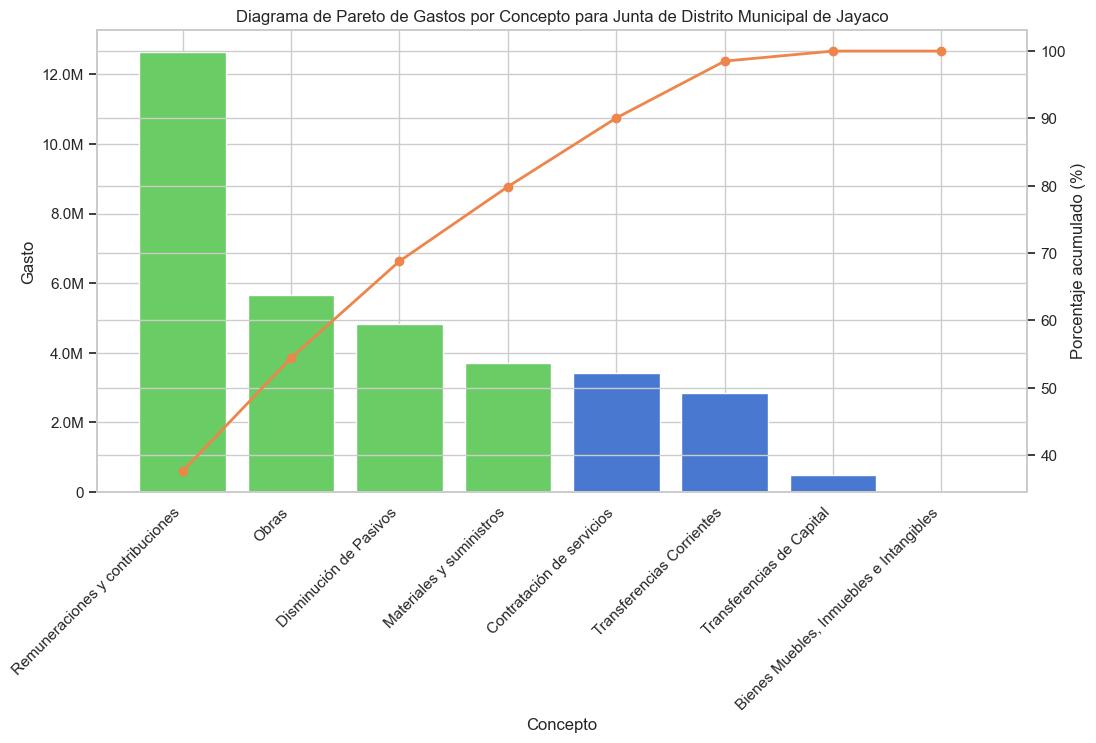 Diagrama de Pareto de Gastos por Concepto para Junta de Distrito Municipal de Jayaco
Gasto
12.0M
10.0M
8.0M
6.0M
4.0M
2.0M
0
100
90
80
70
60
50
40
Porcentaje acumulado (%)
Remuneraciones y contribuciones
Obras
Disminución de Pasivos
Materiales y suministros
Contratación de servicios
Transferencias Corrientes
Transferencias de Capital
Bienes Muebles, Inmuebles e Intangibles
Concepto